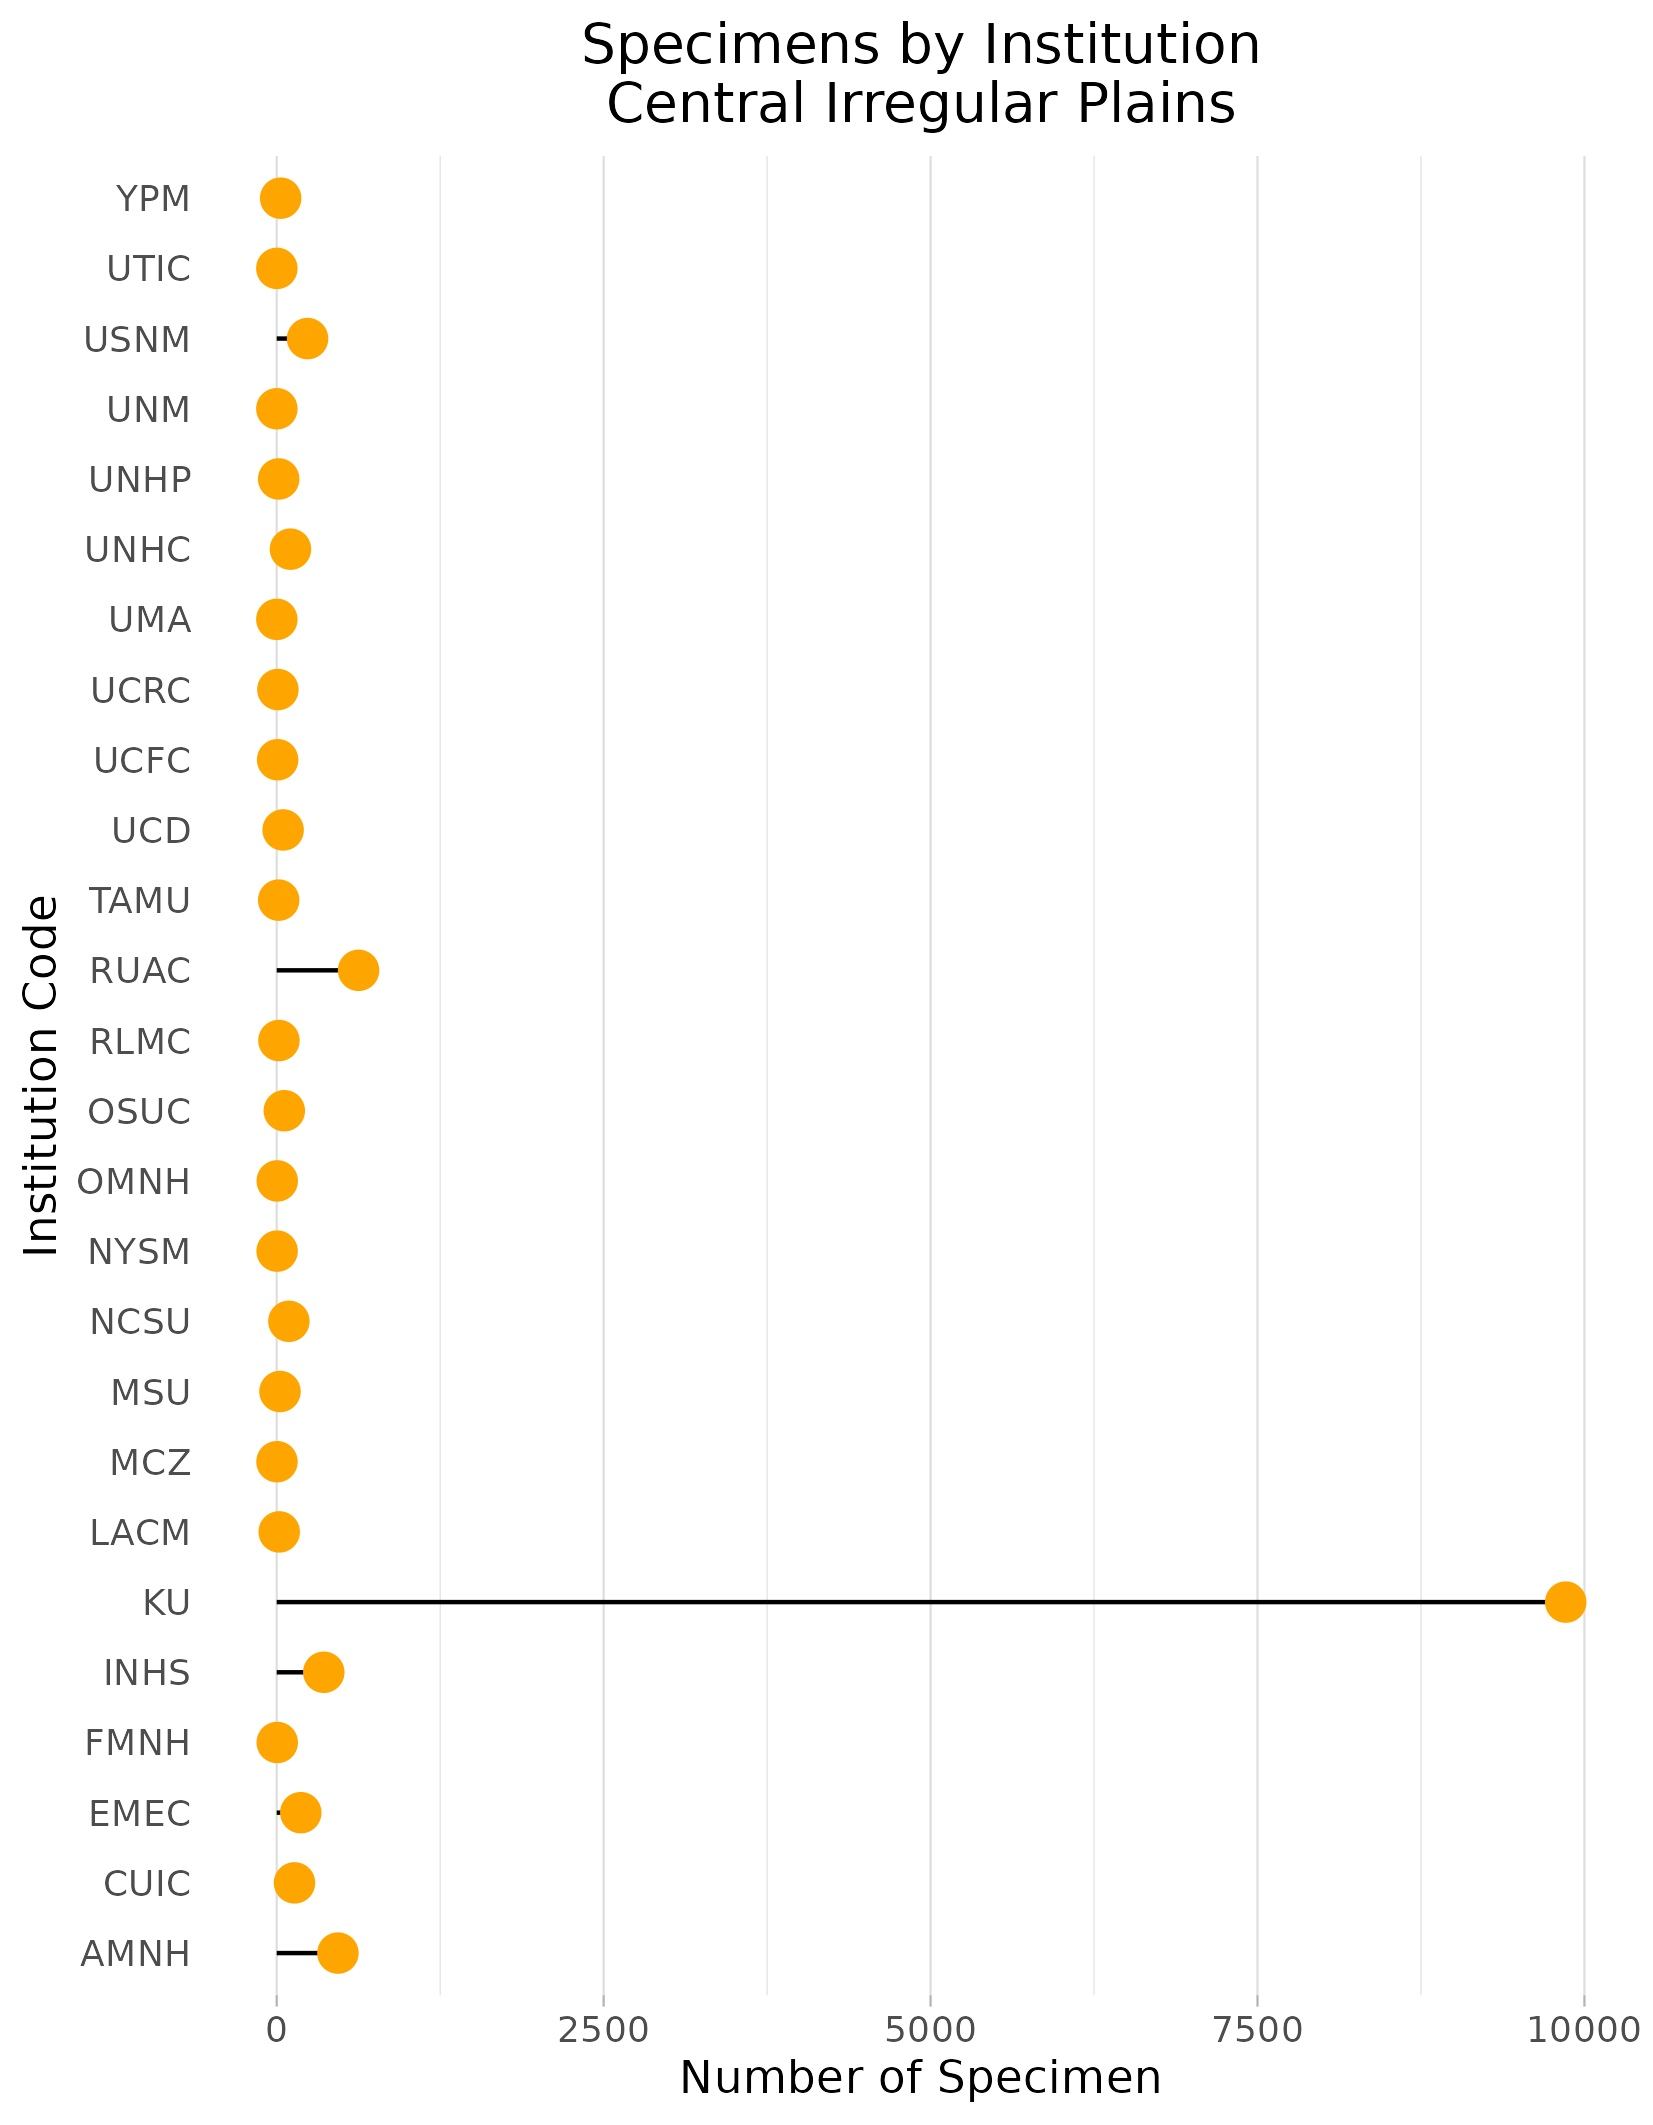 Specimens by Institution
Central Irregular Plains
Institution Code
YPM
UTIC
USNM
UNM
UNHP
UNHC
UMA
UCRC
UCFC
UCD
TAMU
RUAC
RLMC
OSUC
OMNH
NYSM
NCSU
MSU
MCZ
LACM
KU
INHS
FMNH
EMEC
CUIC
AMNH
0 2500 5000 7500 10000
Number of Specimen